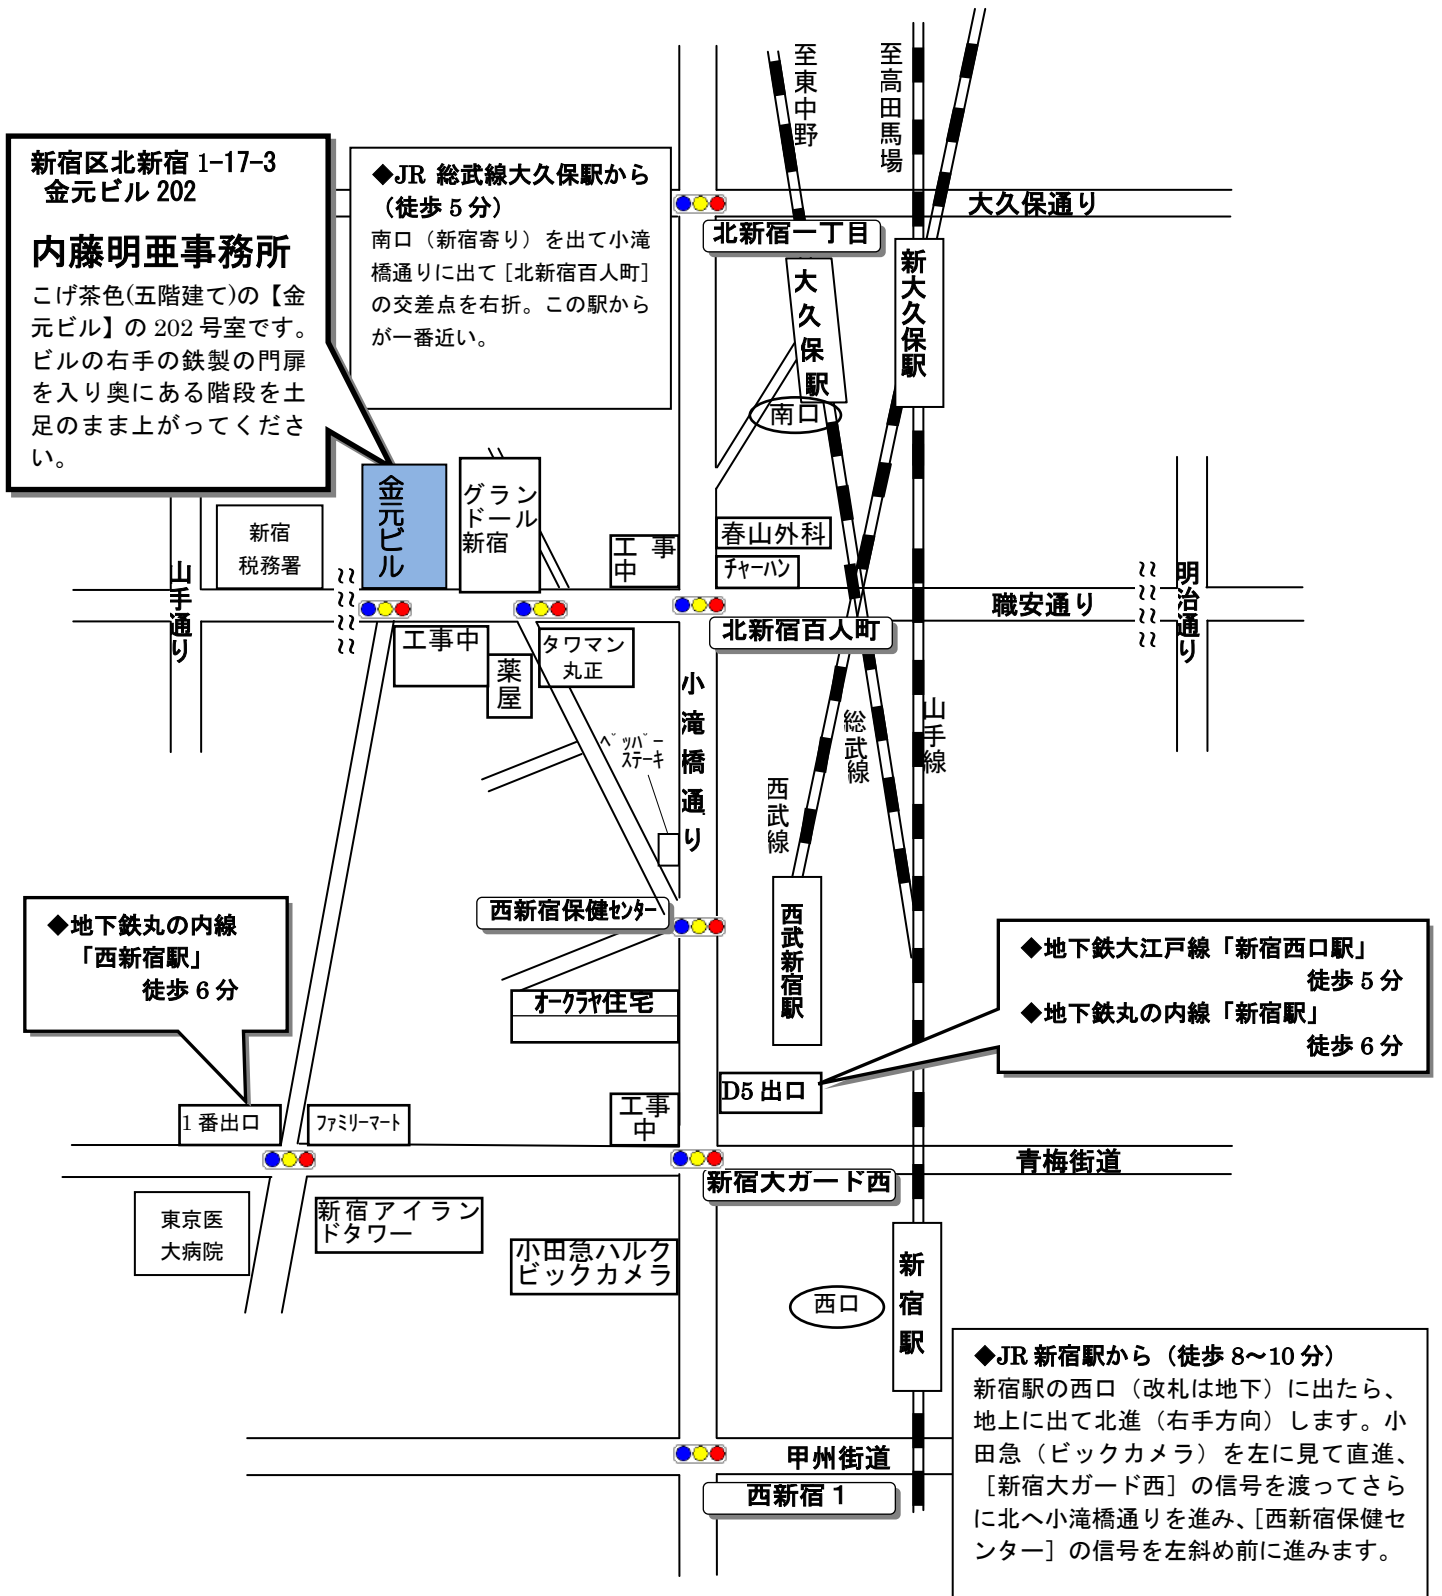 至東中野
至高田馬場
新宿区北新宿 1-17-3
金元ビル 202
内藤明亜事務所
こげ茶色(五階建て)の【金
元ビル】の 202 号室です。
ビルの右手の鉄製の門扉
を入り奥にある階段を土
足のまま上がってくださ
い。
◆JR 総武線大久保駅から
（徒歩 5 分）
南口（新宿寄り）を出て小滝
橋通りに出て［北新宿百人町］
の交差点を右折。この駅から
が一番近い。
大久保通り
北新宿一丁目
大久保駅
新大久保駅
南口
金元ビル
グラン
ドール
新宿
新宿
税務署
工事
中
春山外科
チャーハン
山手通り
明治通り
職安通り
北新宿百人町
工事中
薬屋
タワマン
丸正
小滝橋通り
ペッパー
ステーキ
総武線
山手線
西武線
西新宿保健センター
西武新宿駅
◆地下鉄丸の内線
「西新宿駅」
徒歩 6 分
◆地下鉄大江戸線「新宿西口駅」
徒歩 5 分
◆地下鉄丸の内線「新宿駅」
徒歩 6 分
オークラヤ住宅
D5 出口
1 番出口
ファミリーマート
工事
中
青梅街道
新宿大ガード西
東京医
大病院
新宿アイラン
ドタワー
小田急ハルク
ビックカメラ
新宿駅
西口
◆JR 新宿駅から（徒歩 8～10 分）
新宿駅の西口（改札は地下）に出たら、
地上に出て北進（右手方向）します。小
田急（ビックカメラ）を左に見て直進、
［新宿大ガード西］の信号を渡ってさら
に北へ小滝橋通りを進み、［西新宿保健セ
ンター］の信号を左斜め前に進みます。
甲州街道
西新宿 1